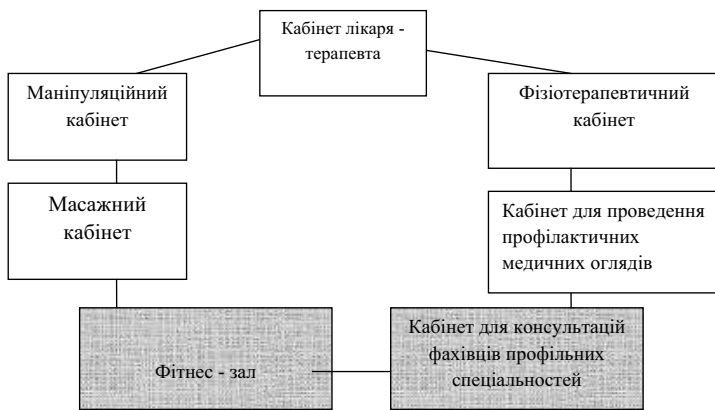 Кабінет лікаря -
терапевта
Маніпуляційний
кабінет
Фізіотерапевтичний
кабінет
Масажний
кабінет
Кабінет для проведення
профілактичних
медичних оглядів
Фітнес - зал
Кабінет для консультацій
фахівців профільних
спеціальностей